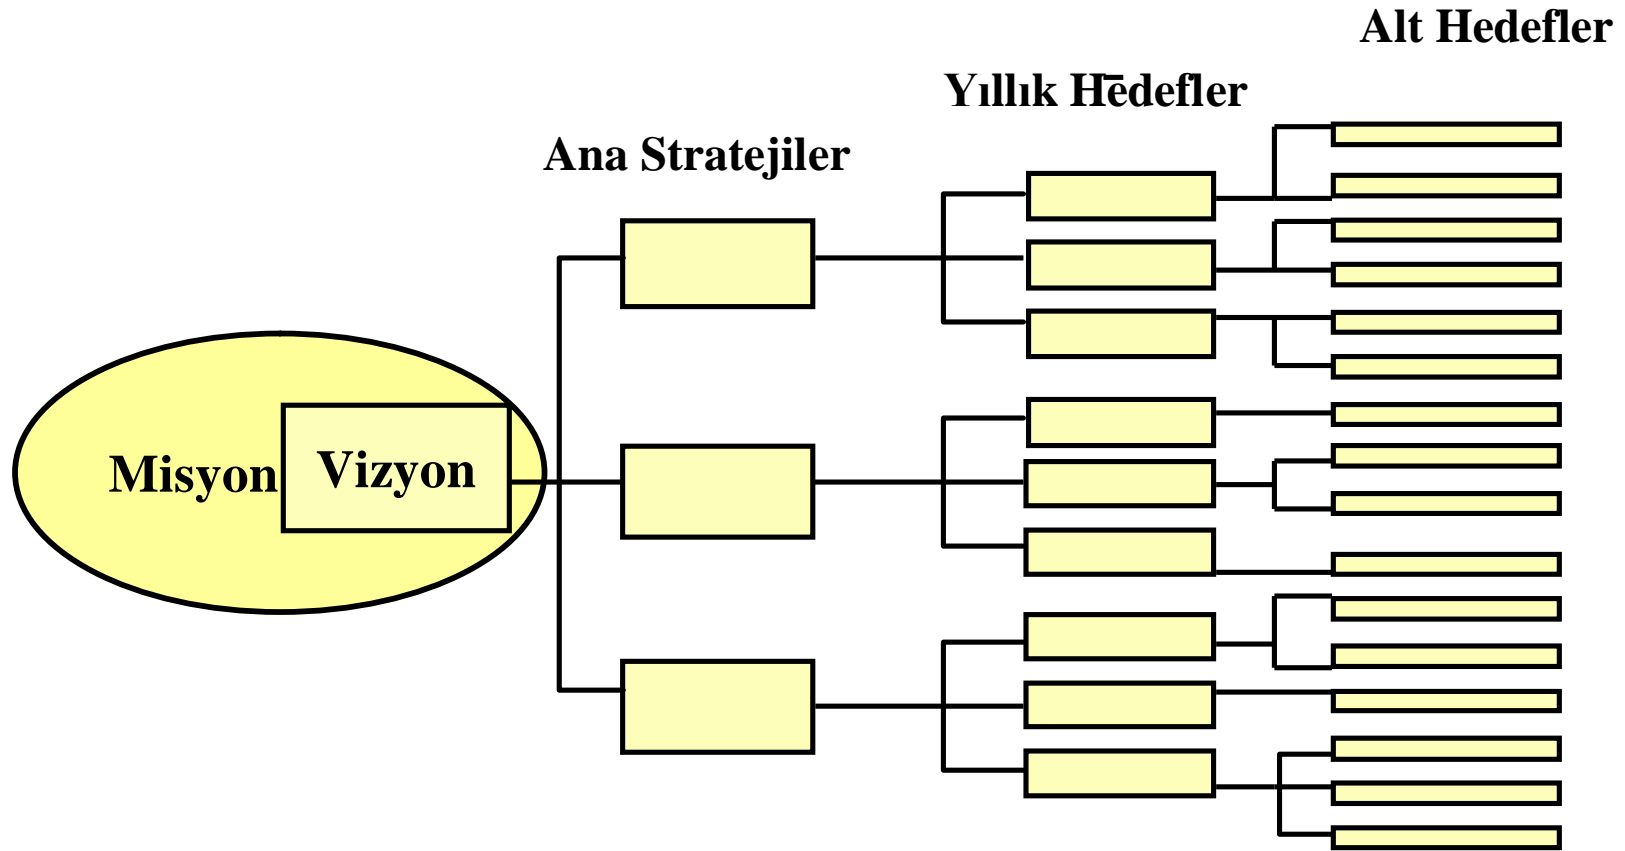 Alt Hedefler
Yıllık Hedefler
Ana Stratejiler
Misyon
Vizyon